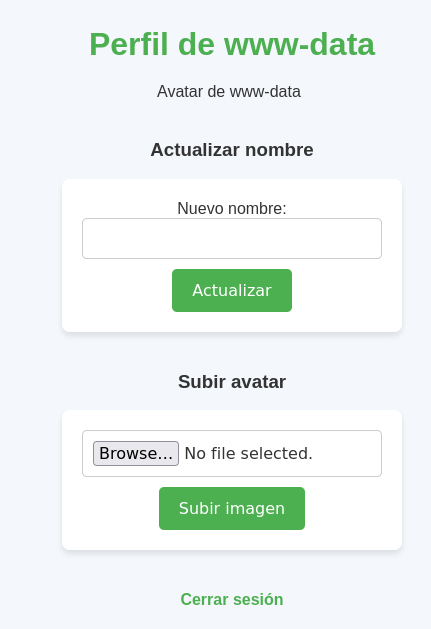 Perfil de www-data
Avatar de www-data
Actualizar nombre
Nuevo nombre:
Actualizar
Subir avatar
Browse... No file selected.
Subir imagen
Cerrar sesión